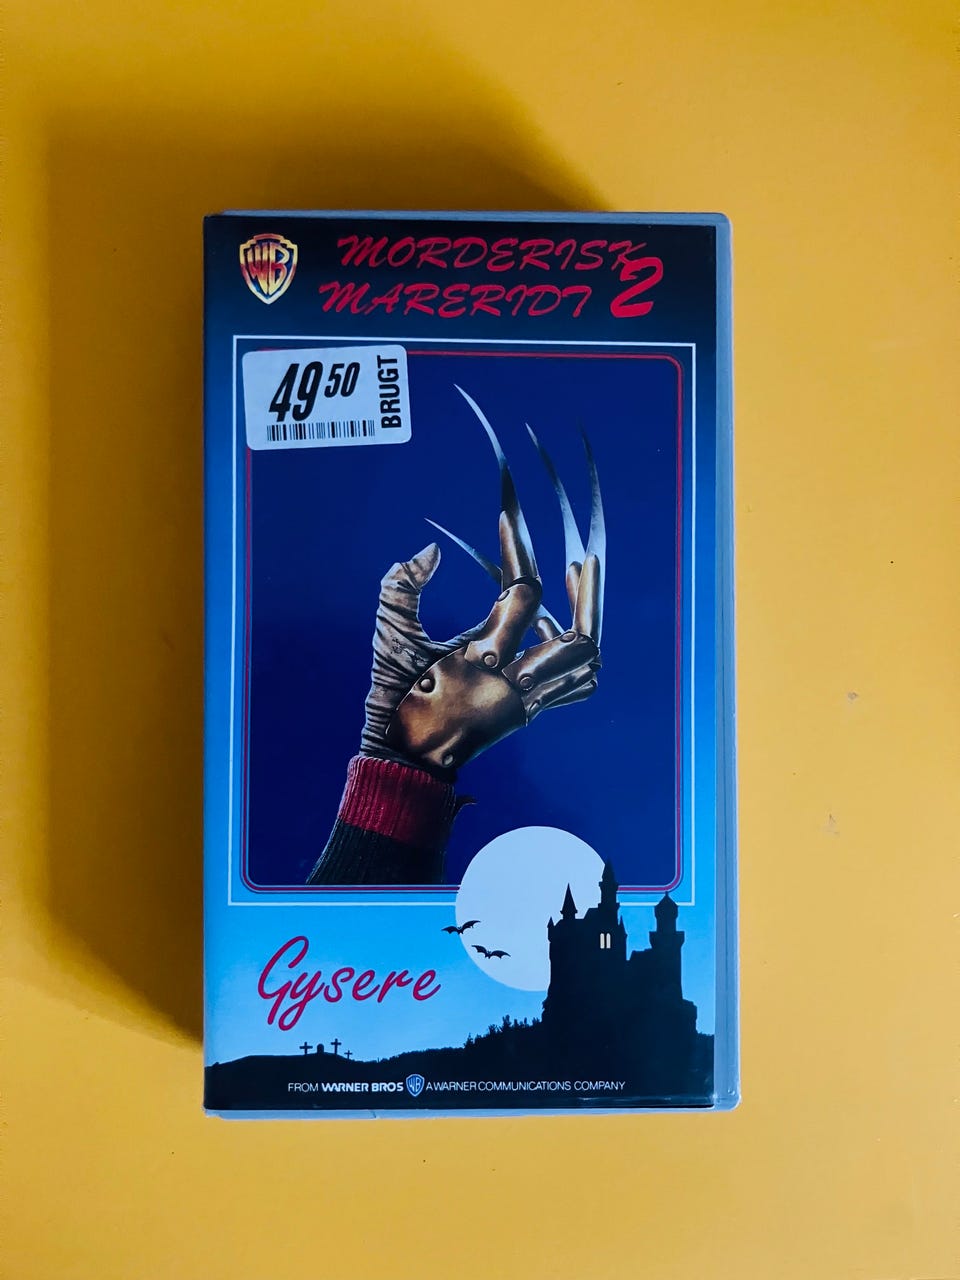 WB
MORDERISK
MARERIDT 2
49 50
BRUGT
Gysere
FROM WARNER BROS WB A WARNER COMMUNICATIONS COMPANY